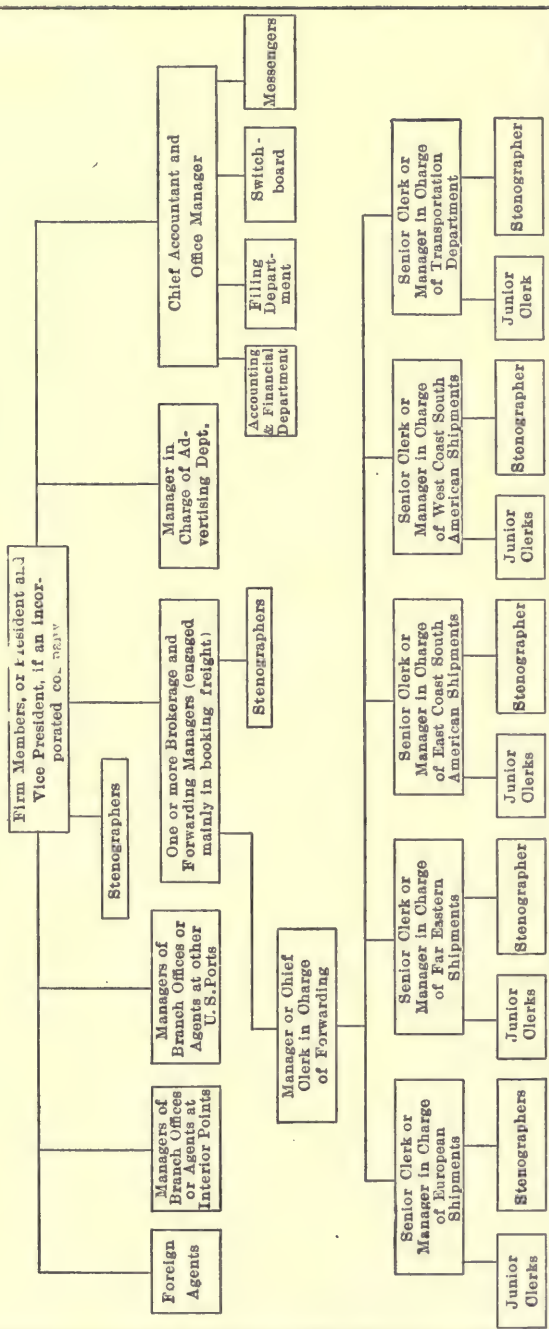 Firm Members, or President and
Vice President, if an incor-
porated company
Stenographers
Foreign
Agents
Managers of
Branch Offices
or Agents at
Interior Points
Managers of
Branch Offices or
Agents at other
U. S. Ports
One or more Brokerage and
Forwarding Managers (engaged
mainly in booking freight)
Manager in
Charge of Ad-
vertising Dept.
Chief Accountant and
Office Manager
Stenographers
Accounting
& Financial
Department
Filing
Depart-
ment
Switch-
board
Messengers
Manager or Chief
Clerk in Charge
of Forwarding
Senior Clerk or
Manager in Charge
of European
Shipments
Senior Clerk or
Manager in Charge
of Far Eastern
Shipments
Senior Clerk or
Manager in Charge
of East Coast South
American Shipments
Senior Clerk or
Manager in Charge
of West Coast South
American Shipments
Senior Clerk or
Manager in Charge
of Transportation
Department
Junior
Clerks
Stenographers
Junior
Clerks
Stenographer
Junior
Clerks
Stenographer
Junior
Clerks
Stenographer
Junior
Clerk
Stenographer